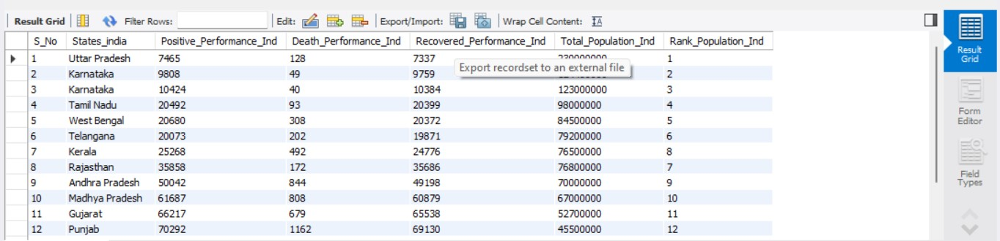 Result Grid Filter Rows: Edit: Export/Import: Wrap Cell Content:
S_No States_india Positive_Performance_Ind Death_Performance_Ind Recovered_Performance_Ind Total_Population_Ind Rank_Population_Ind
1 Uttar Pradesh 7465 128 7337 230000000 1
Export recordset to an external file
2 Karnataka 9808 49 9759 2
3 Karnataka 10424 40 10384 123000000 3
4 Tamil Nadu 20492 93 20399 98000000 4
5 West Bengal 20680 308 20372 84500000 5
6 Telangana 20073 202 19871 79200000 6
7 Kerala 25268 492 24776 76500000 8
8 Rajasthan 35858 172 35686 76800000 7
9 Andhra Pradesh 50042 844 49198 70000000 9
10 Madhya Pradesh 61687 808 60879 67000000 10
11 Gujarat 66217 679 65538 52700000 11
12 Punjab 70292 1162 69130 45500000 12
Result
Grid
Form
Editor
Field
Types